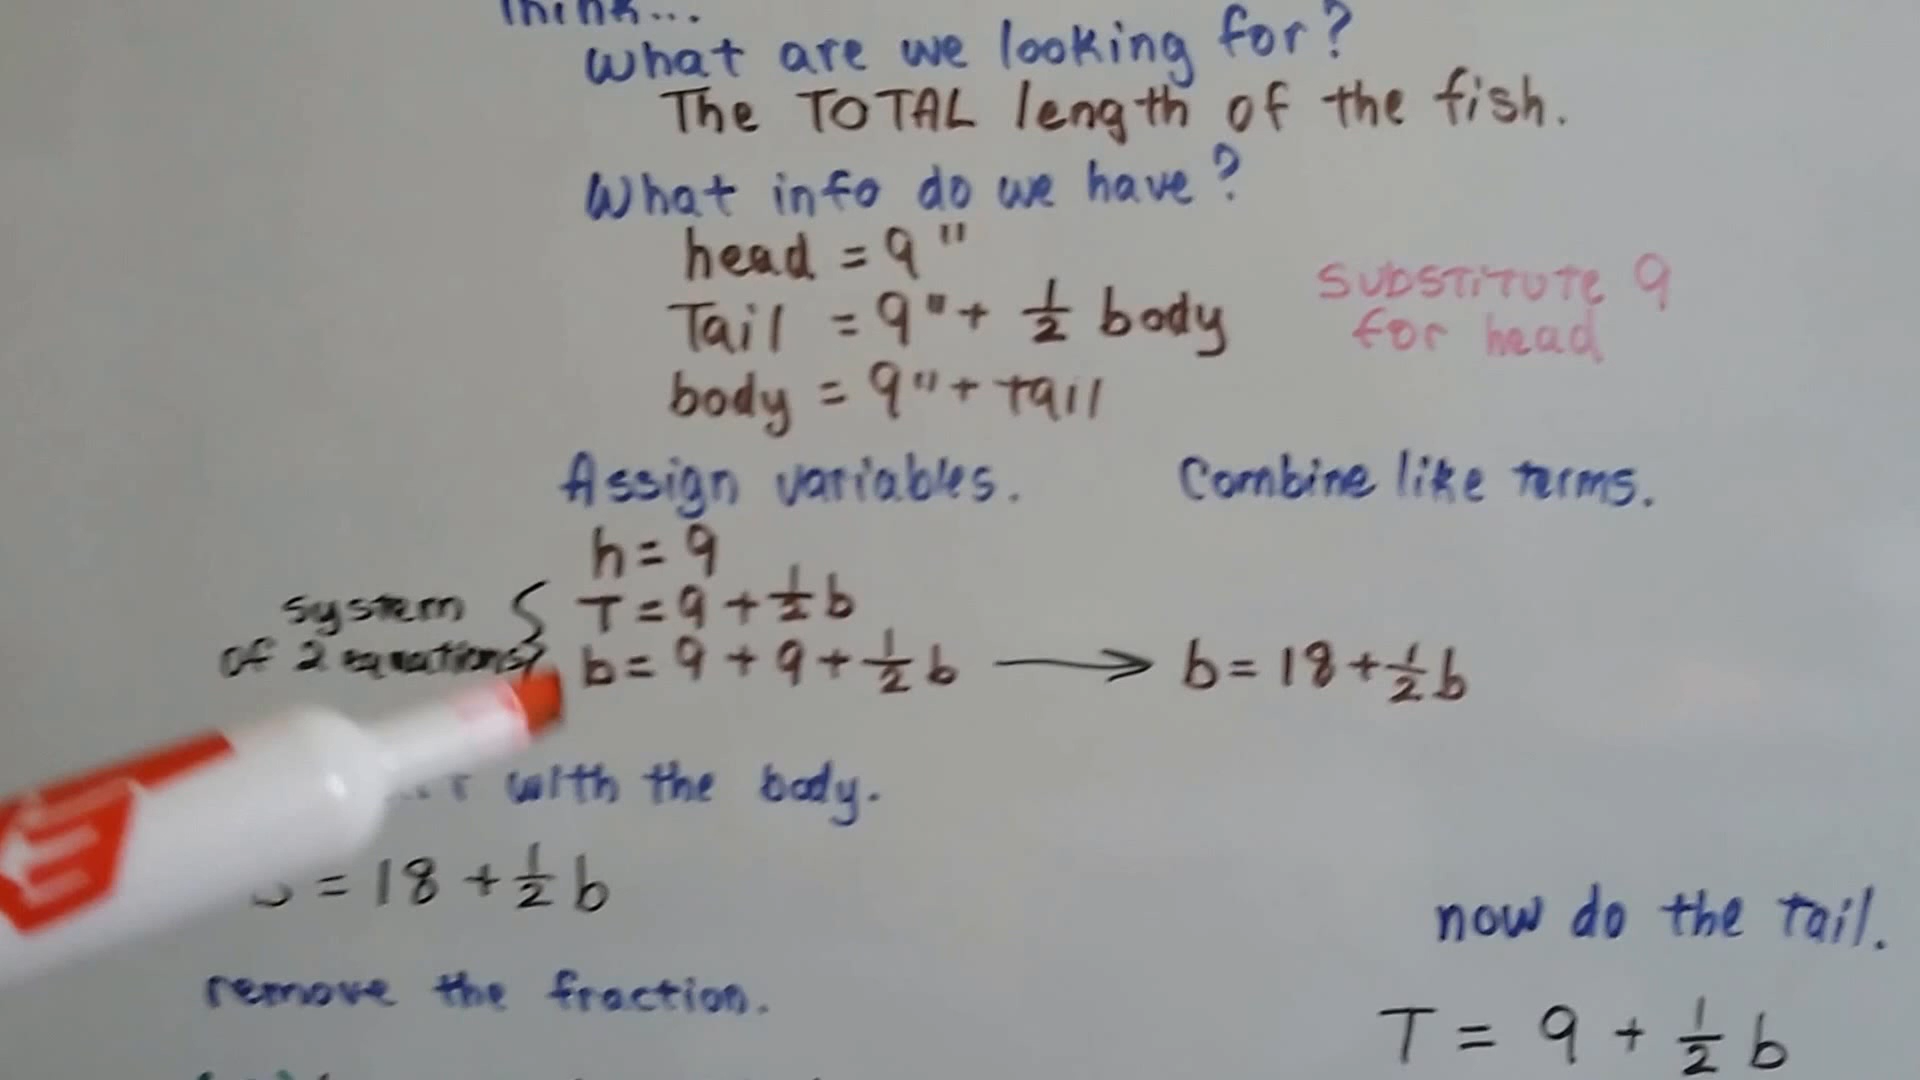 Think...
What are we looking for?
The TOTAL length of the fish.
What info do we have?
head = 9"
Tail = 9" + 1/2 body
body = 9" + tail
SUBSTITUTE 9
for head
Assign variables.
Combine like terms.
h = 9
T = 9 + 1/2 b
b = 9 + 9 + 1/2 b → b = 18 + 1/2 b
system
of 2 equations
with the body.
= 18 + 1/2 b
remove the fraction.
now do the tail.
T = 9 + 1/2 b